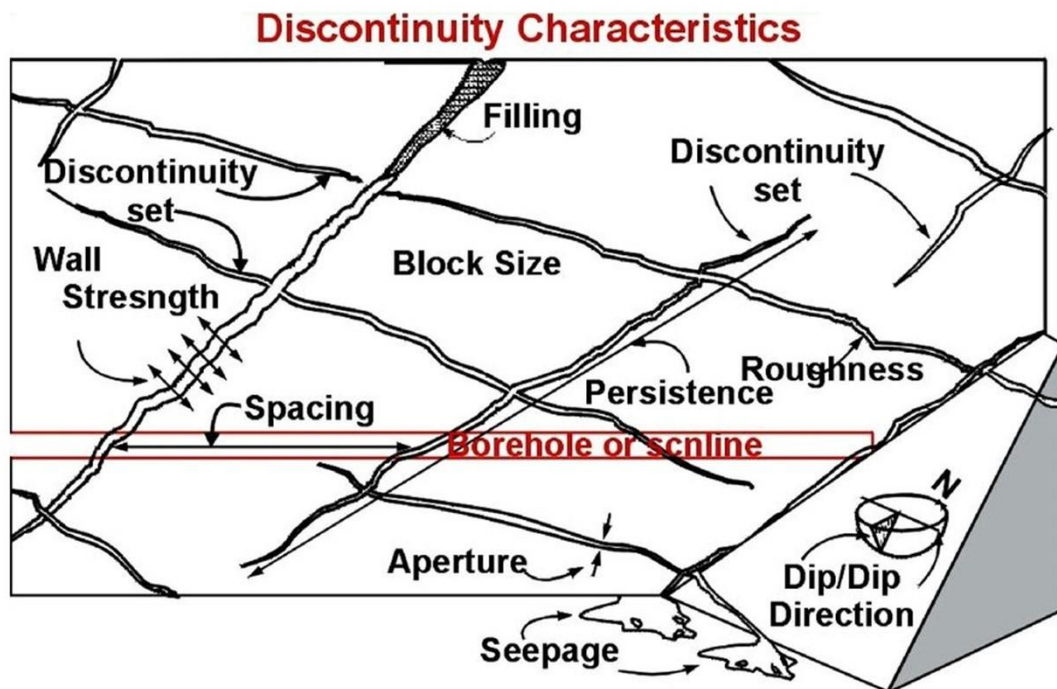 Discontinuity Characteristics
Filling
Discontinuity
set
Discontinuity
set
Wall
Stresngth
Block Size
Roughness
Persistence
Spacing
Borehole or scnline
N
Aperture
Dip/Dip
Direction
Seepage